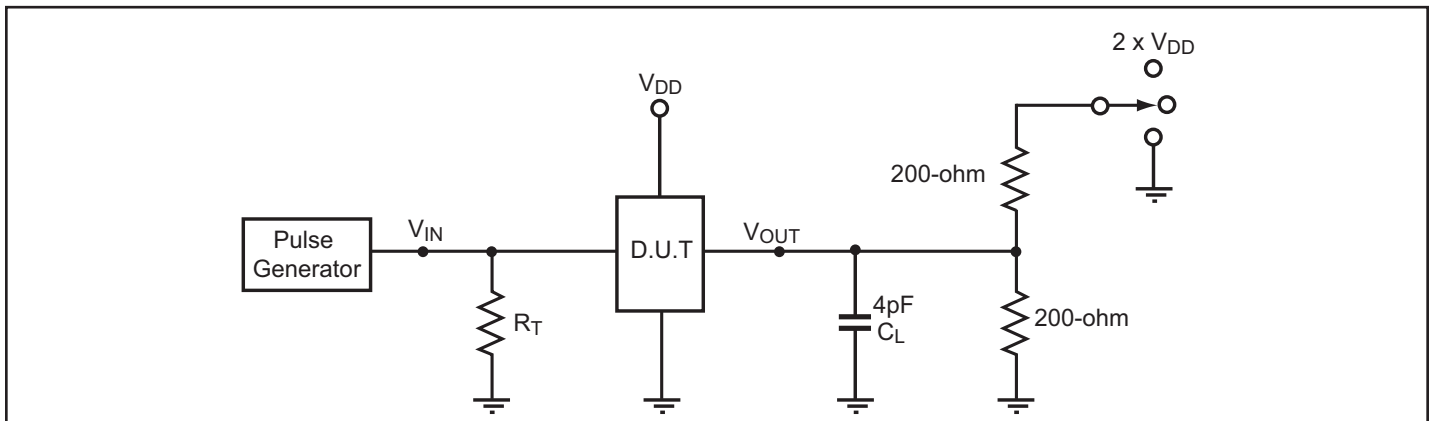 2 x VDD
VDD
200-ohm
Pulse
Generator
VIN
D.U.T
VOUT
RT
4pF
CL
200-ohm